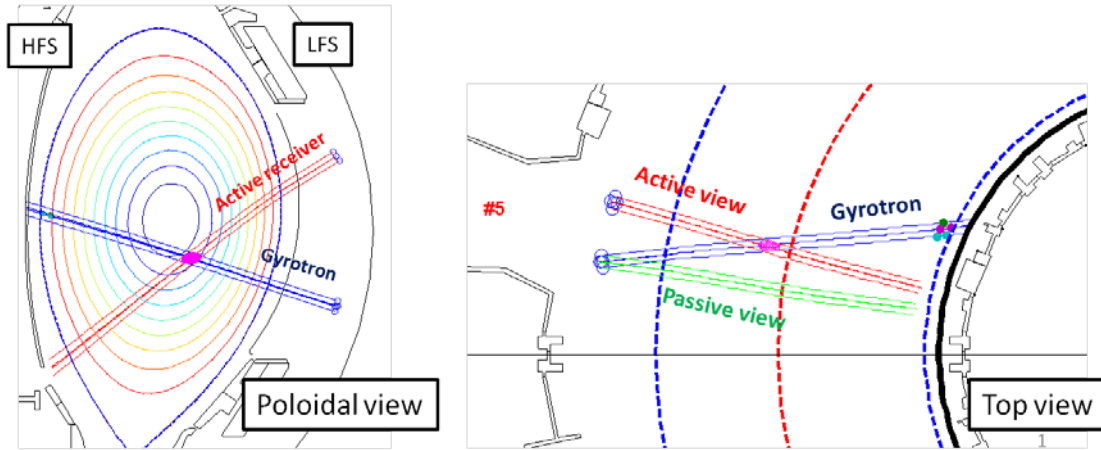 HFS
LFS
Active receiver
Gyrotron
Poloidal view
#5
Active view
Gyrotron
Passive view
Top view
1